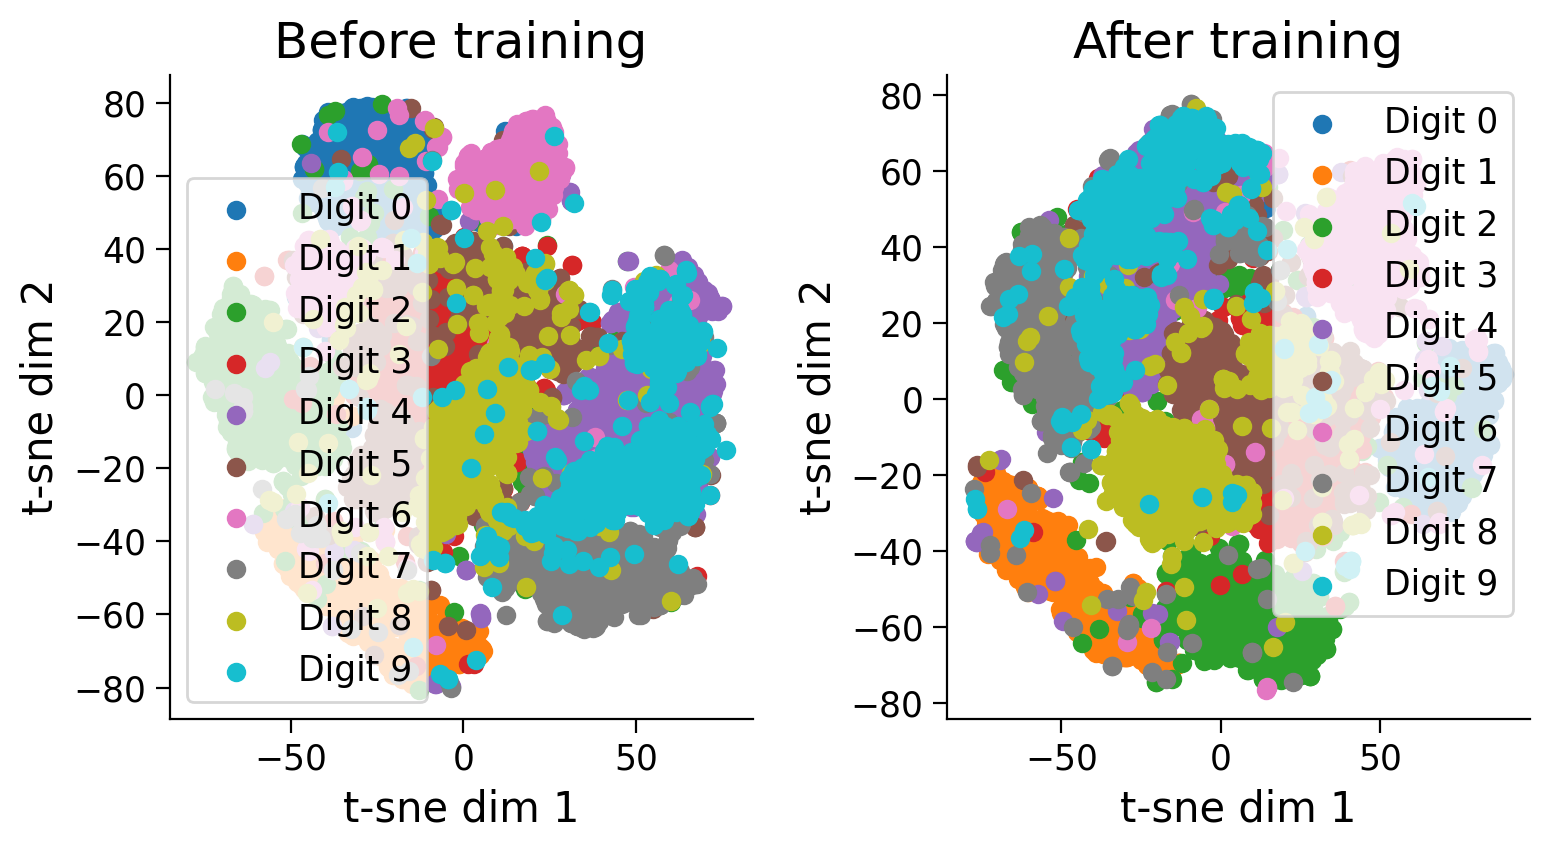 Before training
80
60
40
20
0
−20
−40
−60
−80
t-sne dim 2
Digit 0
Digit 1
Digit 2
Digit 3
Digit 4
Digit 5
Digit 6
Digit 7
Digit 8
Digit 9
−50 0 50
t-sne dim 1
After training
80
60
40
20
0
−20
−40
−60
−80
t-sne dim 2
Digit 0
Digit 1
Digit 2
Digit 3
Digit 4
Digit 5
Digit 6
Digit 7
Digit 8
Digit 9
−50 0 50
t-sne dim 1